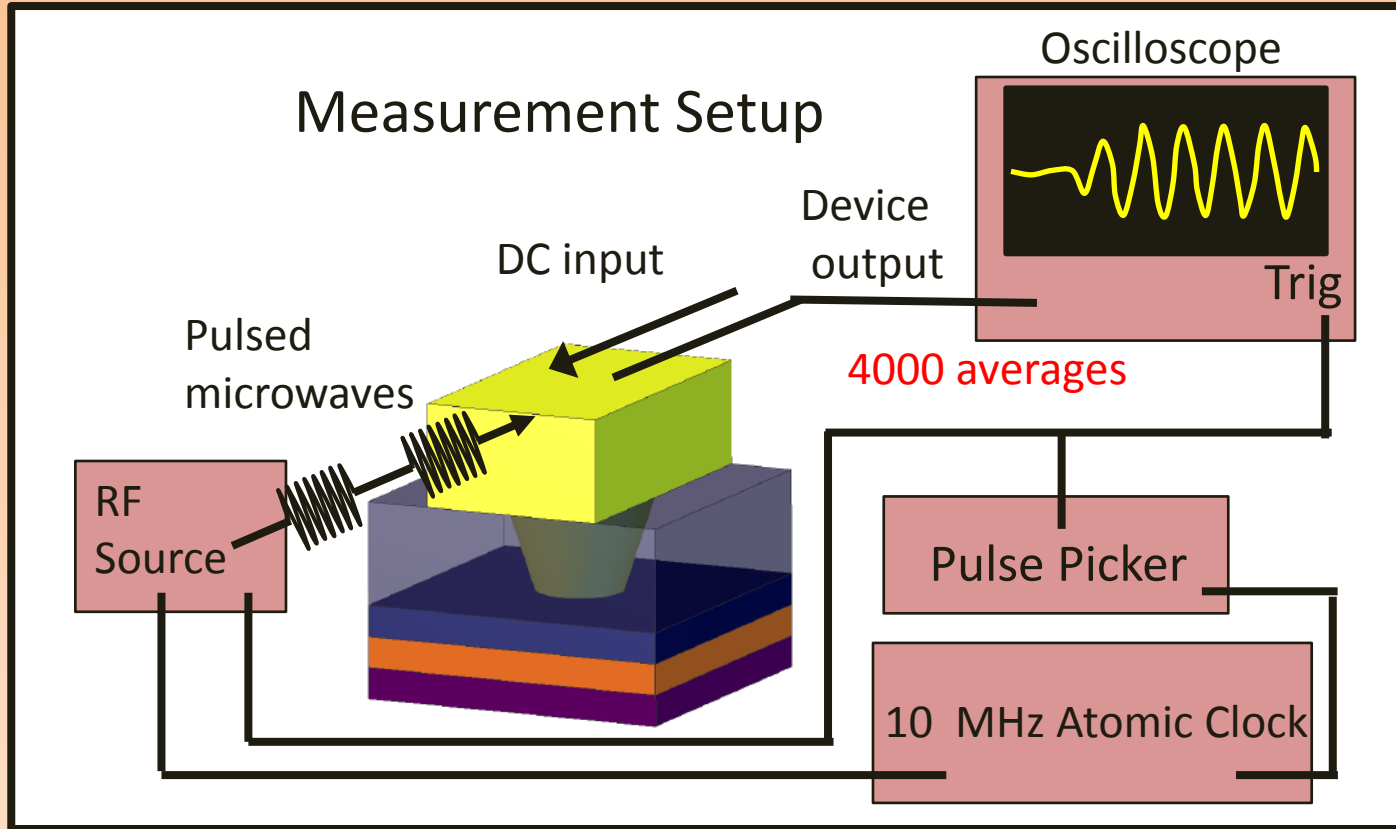 Measurement Setup
Oscilloscope
Trig
Device
output
DC input
Pulsed
microwaves
4000 averages
RF
Source
Pulse Picker
10 MHz Atomic Clock